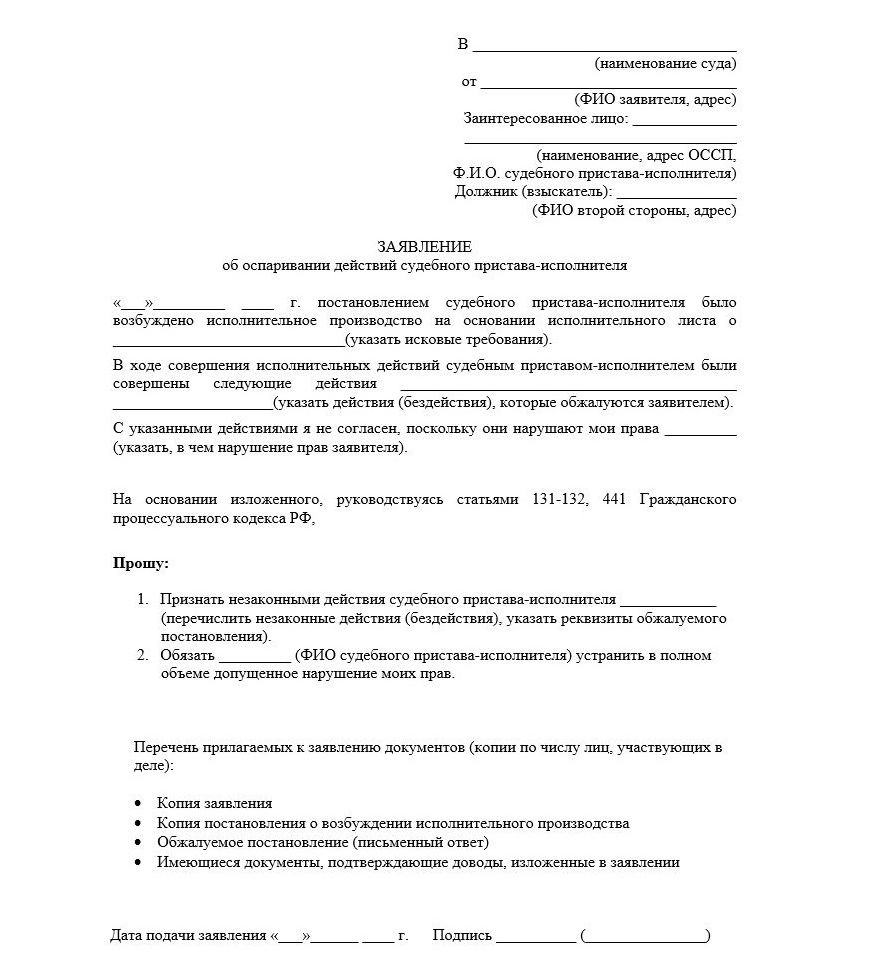 В _________________________________
(наименование суда)
от ________________________________
(ФИО заявителя, адрес)
Заинтересованное лицо: _____________
__________________________________
(наименование, адрес ОССП,
Ф.И.О. судебного пристава-исполнителя)
Должник (взыскатель): _______________
(ФИО второй стороны, адрес)
ЗАЯВЛЕНИЕ
об оспаривании действий судебного пристава-исполнителя
«___»_________ ____ г. постановлением судебного пристава-исполнителя было
возбуждено исполнительное производство на основании исполнительного листа о
_____________________________(указать исковые требования).
В ходе совершения исполнительных действий судебным приставом-исполнителем были
совершены следующие действия __________________________________________
____________________(указать действия (бездействия), которые обжалуются заявителем).
С указанными действиями я не согласен, поскольку они нарушают мои права _________
(указать, в чем нарушение прав заявителя).
На основании изложенного, руководствуясь статьями 131-132, 441 Гражданского
процессуального кодекса РФ,
Прошу:
1. Признать незаконными действия судебного пристава-исполнителя ____________
(перечислить незаконные действия (бездействия), указать реквизиты обжалуемого
постановления).
2. Обязать _________ (ФИО судебного пристава-исполнителя) устранить в полном
объеме допущенное нарушение моих прав.
Перечень прилагаемых к заявлению документов (копии по числу лиц, участвующих в
деле):
• Копия заявления
• Копия постановления о возбуждении исполнительного производства
• Обжалуемое постановление (письменный ответ)
• Имеющиеся документы, подтверждающие доводы, изложенные в заявлении
Дата подачи заявления «___»______ ____ г. Подпись __________ (_______________)